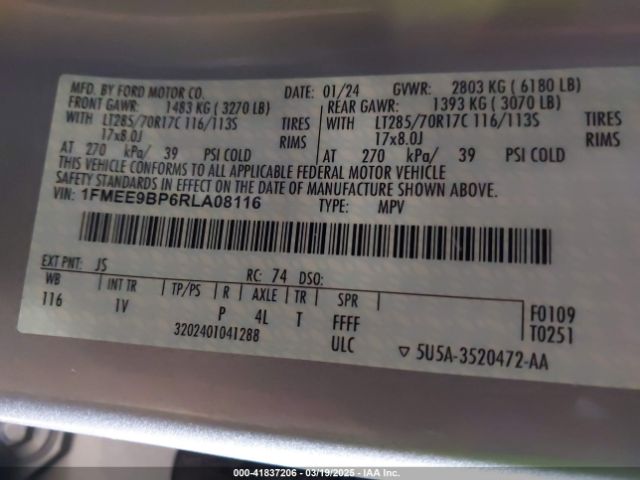 MFD. BY FORD MOTOR CO. DATE: 01/24 GVWR: 2803 KG ( 6180 LB)
FRONT GAWR: 1483 KG ( 3270 LB) REAR GAWR: 1393 KG ( 3070 LB)
WITH LT285/70R17C 116/113S TIRES WITH LT285/70R17C 116/113S TIRES
17x8.0J RIMS 17x8.0J RIMS
AT 270 kPa/ 39 PSI COLD AT 270 kPa/ 39 PSI COLD
THIS VEHICLE CONFORMS TO ALL APPLICABLE FEDERAL MOTOR VEHICLE
SAFETY STANDARDS IN EFFECT ON THE DATE OF MANUFACTURE SHOWN ABOVE.
VIN: 1FMEE9BP6RLA08116 TYPE: MPV
EXT PNT: JS RC: 74 DSO:
WB INT TR TP/PS R AXLE TR SPR F0109
116 1V P 4L T FFFF T0251
3202401041288 ULC ▽ 5U5A-3520472-AA
000-41837206 - 03/19/2025 - IAAI.COM